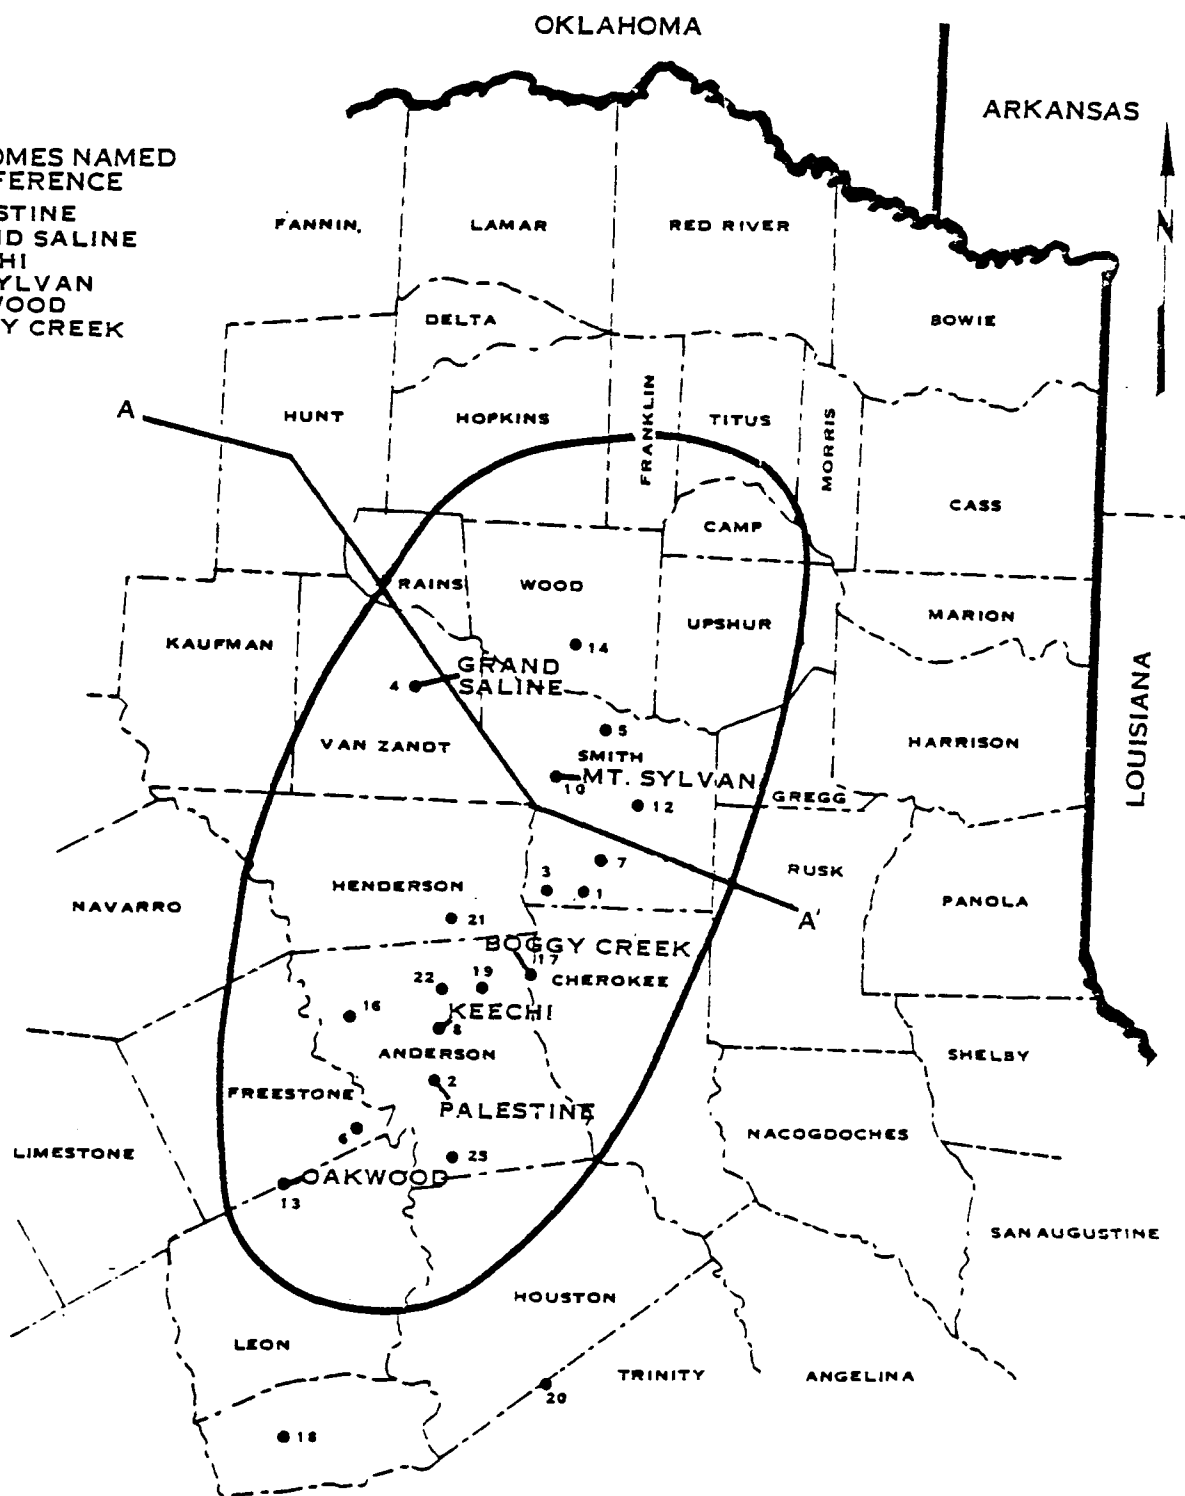 OKLAHOMA
ARKANSAS
OMES NAMED
FERENCE
STINE
ND SALINE
HI
YLVAN
WOOD
Y CREEK
N
FANNIN,
LAMAR
RED RIVER
DELTA
BOWIE
A
HUNT
HOPKINS
FRANKLIN
TITUS
MORRIS
CASS
CAMP
RAINS
WOOD
UPSHUR
MARION
KAUFMAN
14
GRAND
SALINE
4
LOUISIANA
5
VAN ZANDT
SMITH
HARRISON
MT. SYLVAN
10
12
GREGG
7
RUSK
3
1
HENDERSON
NAVARRO
PANOLA
21
A'
BOGGY CREEK
17
22
19
CHEROKEE
16
KEECHI
8
ANDERSON
SHELBY
2
FREESTONE
PALESTINE
6
NACOGDOCHES
LIMESTONE
23
OAKWOOD
13
SAN AUGUSTINE
HOUSTON
LEON
TRINITY
ANGELINA
20
18